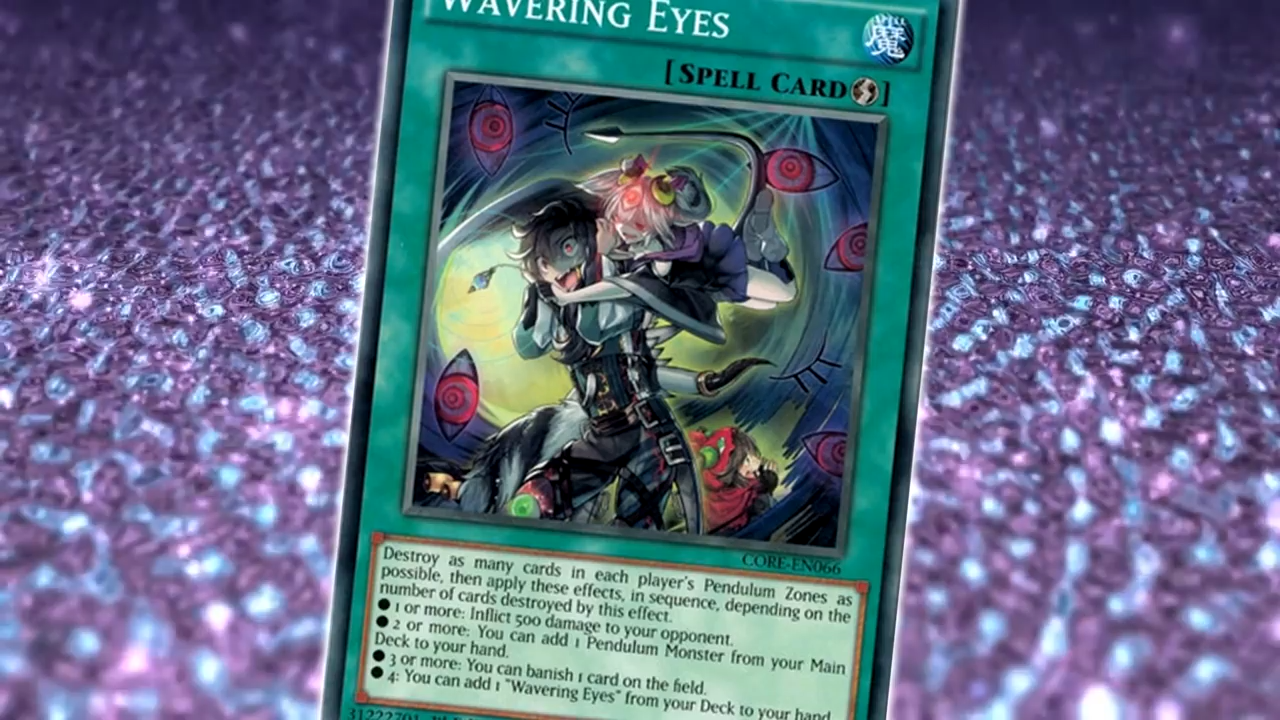 WAVERING EYES
魔
[SPELL CARD]
CORE-EN066
Destroy as many cards in each player's Pendulum Zones as
possible, then apply these effects, in sequence, depending on the
number of cards destroyed by this effect.
● 1 or more: Inflict 500 damage to your opponent.
● 2 or more: You can add 1 Pendulum Monster from your Main
Deck to your hand.
● 3 or more: You can banish 1 card on the field.
● 4: You can add 1 "Wavering Eyes" from your Deck to your hand.
31222701